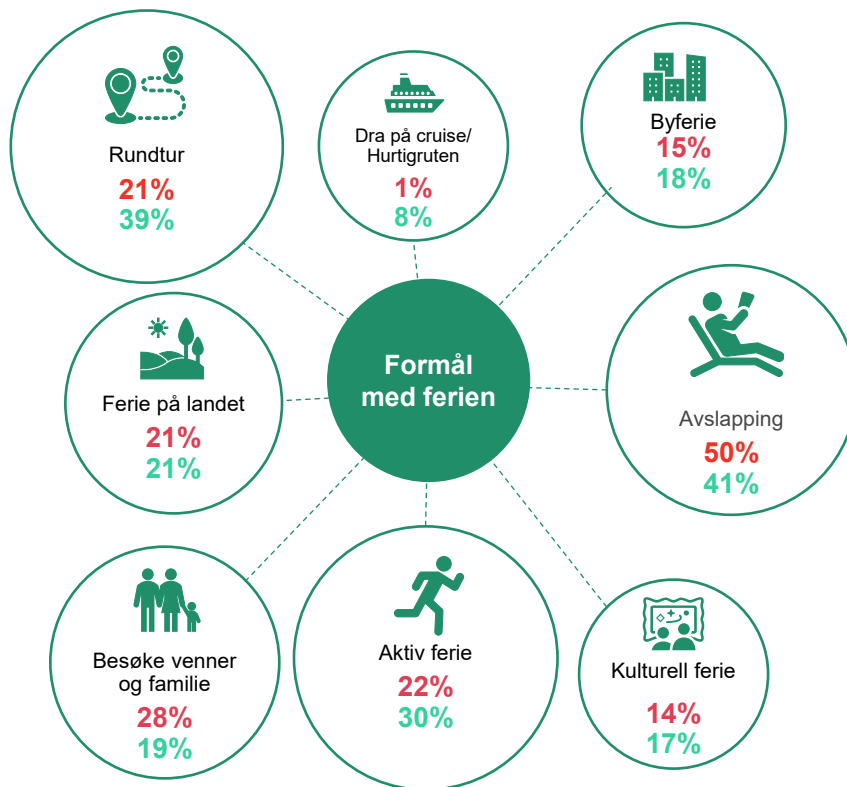 Rundtur
21%
39%
Dra på cruise/
Hurtigruten
1%
8%
Byferie
15%
18%
Formål
med ferien
Ferie på landet
21%
21%
Avslapping
50%
41%
Besøke venner
og familie
28%
19%
Aktiv ferie
22%
30%
Kulturell ferie
14%
17%